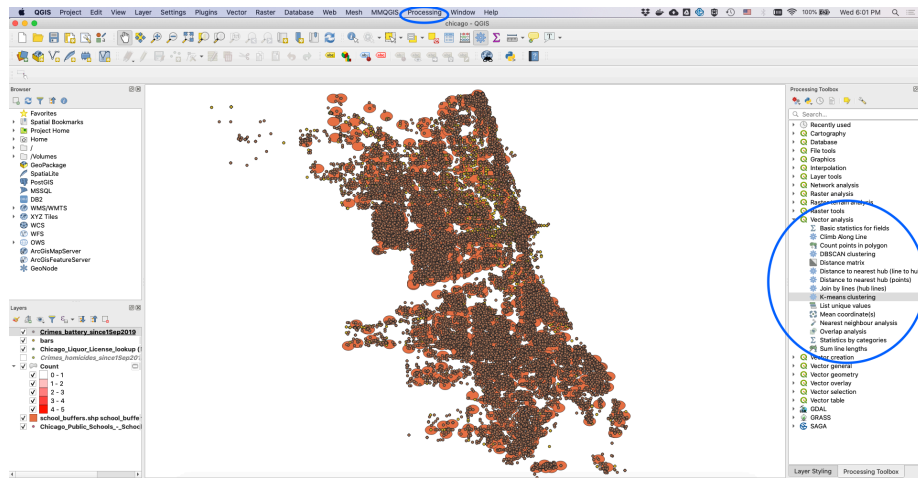 QGIS Project Edit View Layer Settings Plugins Vector Raster Database Web Mesh MMQGIS Processing Window Help
100% Wed 6:01 PM
chicago - QGIS
Browser
Favorites
Spatial Bookmarks
Project Home
Home
/
/Volumes
GeoPackage
SpatiaLite
PostGIS
MSSQL
DB2
WMS/WMTS
XYZ Tiles
WCS
WFS
OWS
ArcGisMapServer
ArcGisFeatureServer
GeoNode
Layers
Crimes_battery_since1Sep2019
bars
Chicago_Liquor_License_lookup (
Crimes_homicides_since1Sep20
Count
0 - 1
1 - 2
2 - 3
3 - 4
4 - 5
school_buffers.shp school_buffe
Chicago_Public_Schools_-_School
Processing Toolbox
Search...
Recently used
Cartography
Database
File tools
Graphics
Interpolation
Layer tools
Network analysis
Raster analysis
Raster terrain analysis
Raster tools
Vector analysis
Basic statistics for fields
Climb Along Line
Count points in polygon
DBSCAN clustering
Distance matrix
Distance to nearest hub (line to hu
Distance to nearest hub (points)
Join by lines (hub lines)
K-means clustering
List unique values
Mean coordinate(s)
Nearest neighbour analysis
Overlap analysis
Statistics by categories
Sum line lengths
Vector creation
Vector general
Vector geometry
Vector overlay
Vector selection
Vector table
GDAL
GRASS
SAGA
Layer Styling Processing Toolbox